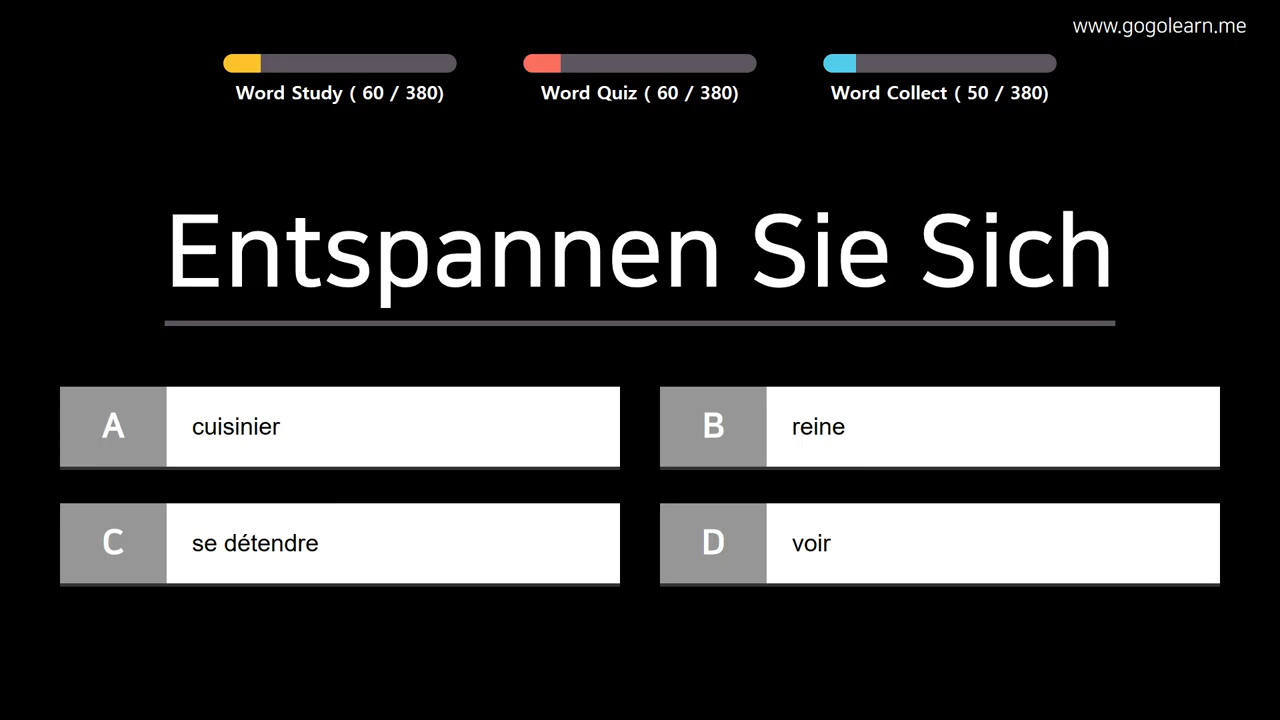 www.gogolearn.me
Word Study ( 60 / 380)
Word Quiz ( 60 / 380)
Word Collect ( 50 / 380)
Entspannen Sie Sich
A
cuisinier
B
reine
C
se détendre
D
voir